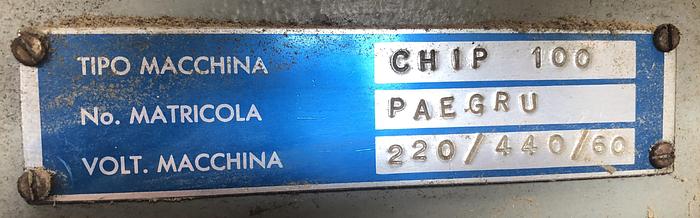 TIPO MACCHINA CHIP 100
No. MATRICOLA PAEGRU
VOLT. MACCHINA 220/440/60